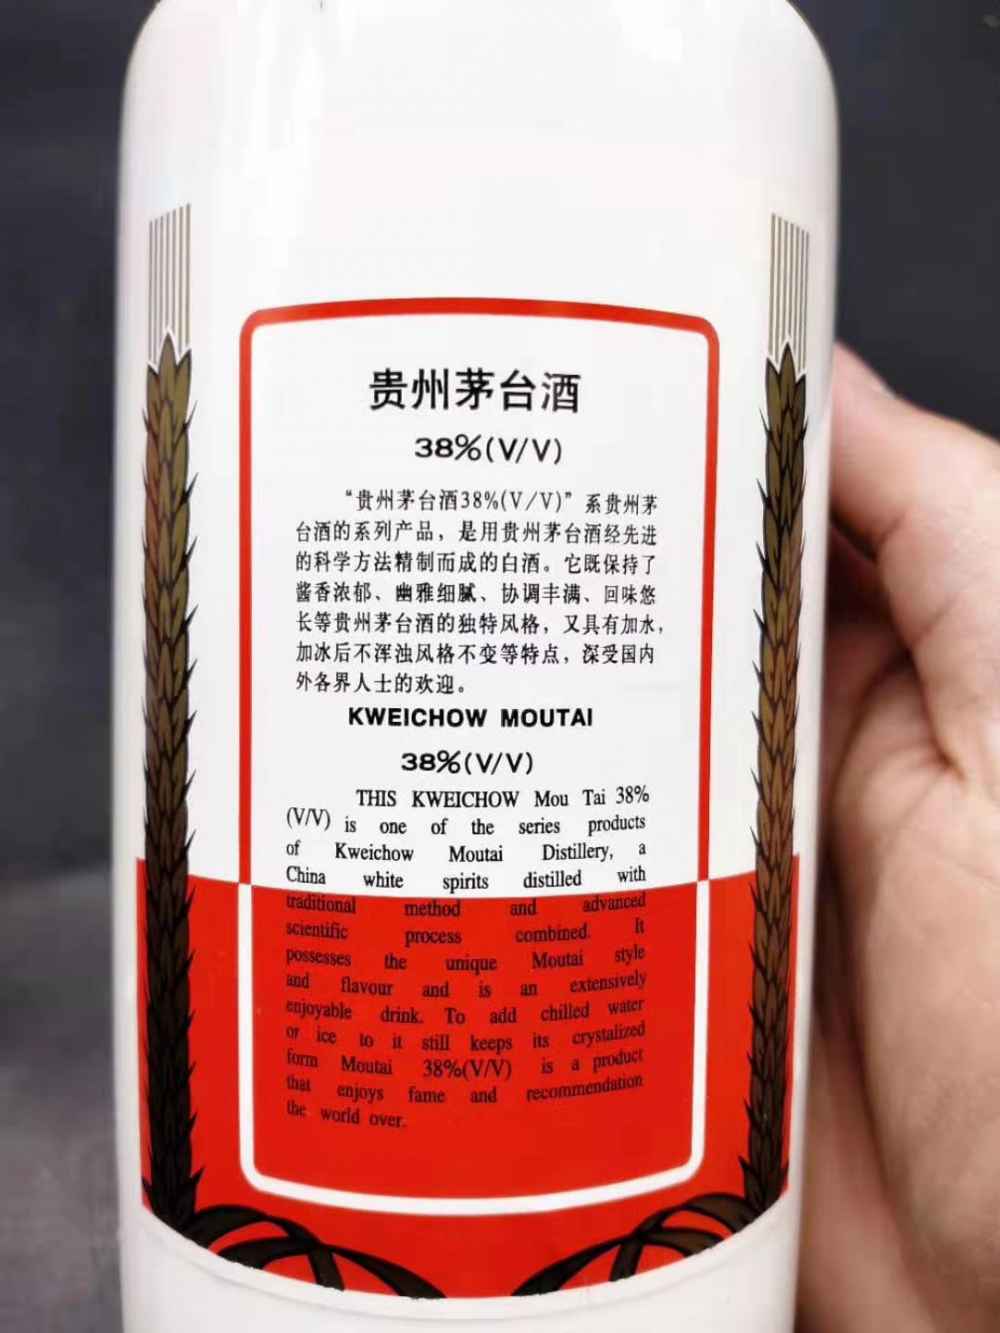 贵州茅台酒
38%(V/V)
“贵州茅台酒38%(V/V)”系贵州茅
台酒的系列产品，是用贵州茅台酒经先进
的科学方法精制而成的白酒。它既保持了
酱香浓郁、幽雅细腻、协调丰满、回味悠
长等贵州茅台酒的独特风格，又具有加水，
加冰后不浑浊风格不变等特点，深受国内
外各界人士的欢迎。
KWEICHOW MOUTAI
38%(V/V)
THIS KWEICHOW Mou Tai 38%
(V/V) is one of the series products
of Kweichow Moutai Distillery, a
China white spirits distilled with
traditional method and advanced
scientific process combined. It
possesses the unique Moutai style
and flavour and is an extensively
enjoyable drink. To add chilled water
or ice to it still keeps its crystalized
form Moutai 38%(V/V) is a product
that enjoys fame and recommendation
the world over.